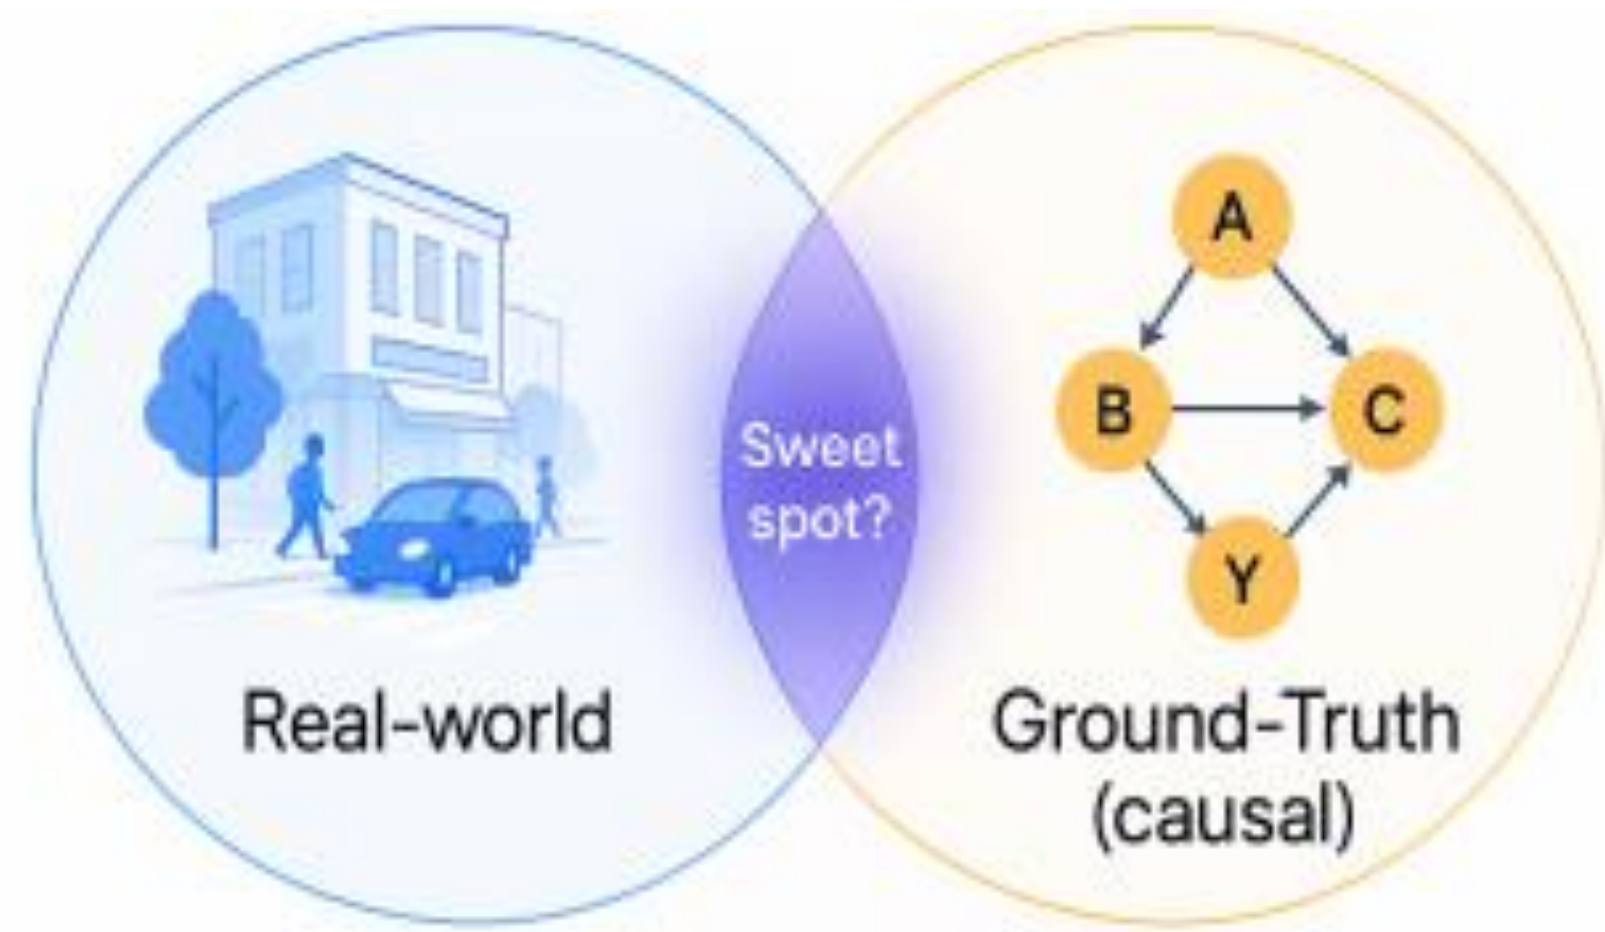 A
B
C
Sweet
spot?
Y
Real-world
Ground-Truth
(causal)